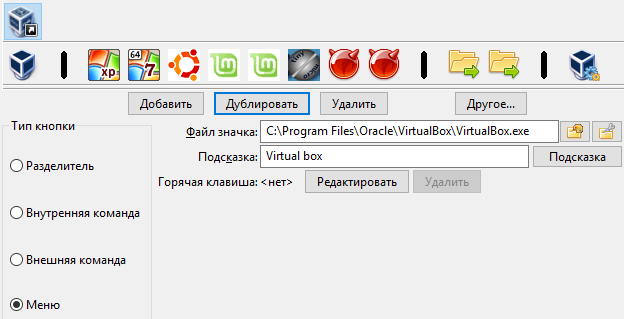 XP
64
7
Добавить
Дублировать
Удалить
Другое...
Тип кнопки
Разделитель
Внутренняя команда
Внешняя команда
Меню
Файл значка: C:\Program Files\Oracle\VirtualBox\VirtualBox.exe
Подсказка: Virtual box Подсказка
Горячая клавиша: <нет> Редактировать Удалить